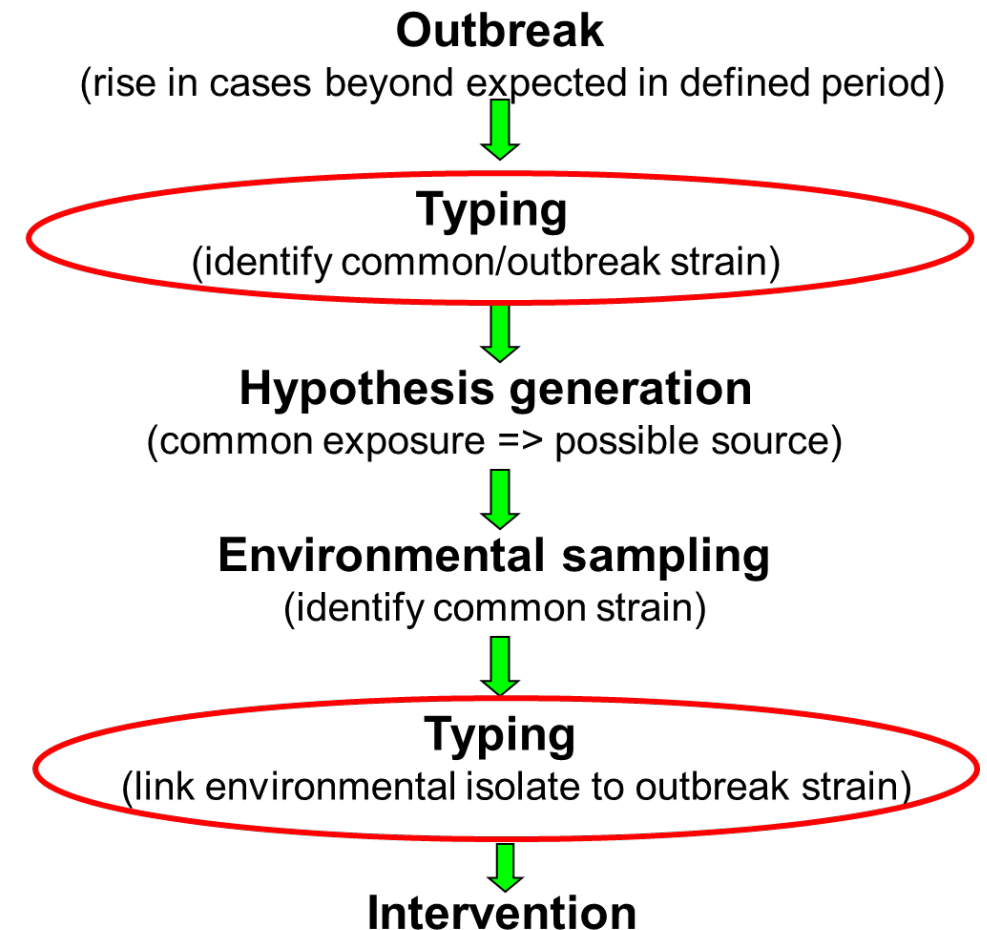 Outbreak
(rise in cases beyond expected in defined period)
Typing
(identify common/outbreak strain)
Hypothesis generation
(common exposure => possible source)
Environmental sampling
(identify common strain)
Typing
(link environmental isolate to outbreak strain)
Intervention